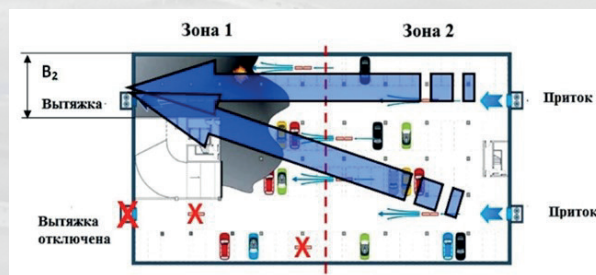 Зона 1 Зона 2
B₂
Вытяжка
Приток
Вытяжка
отключена
Приток